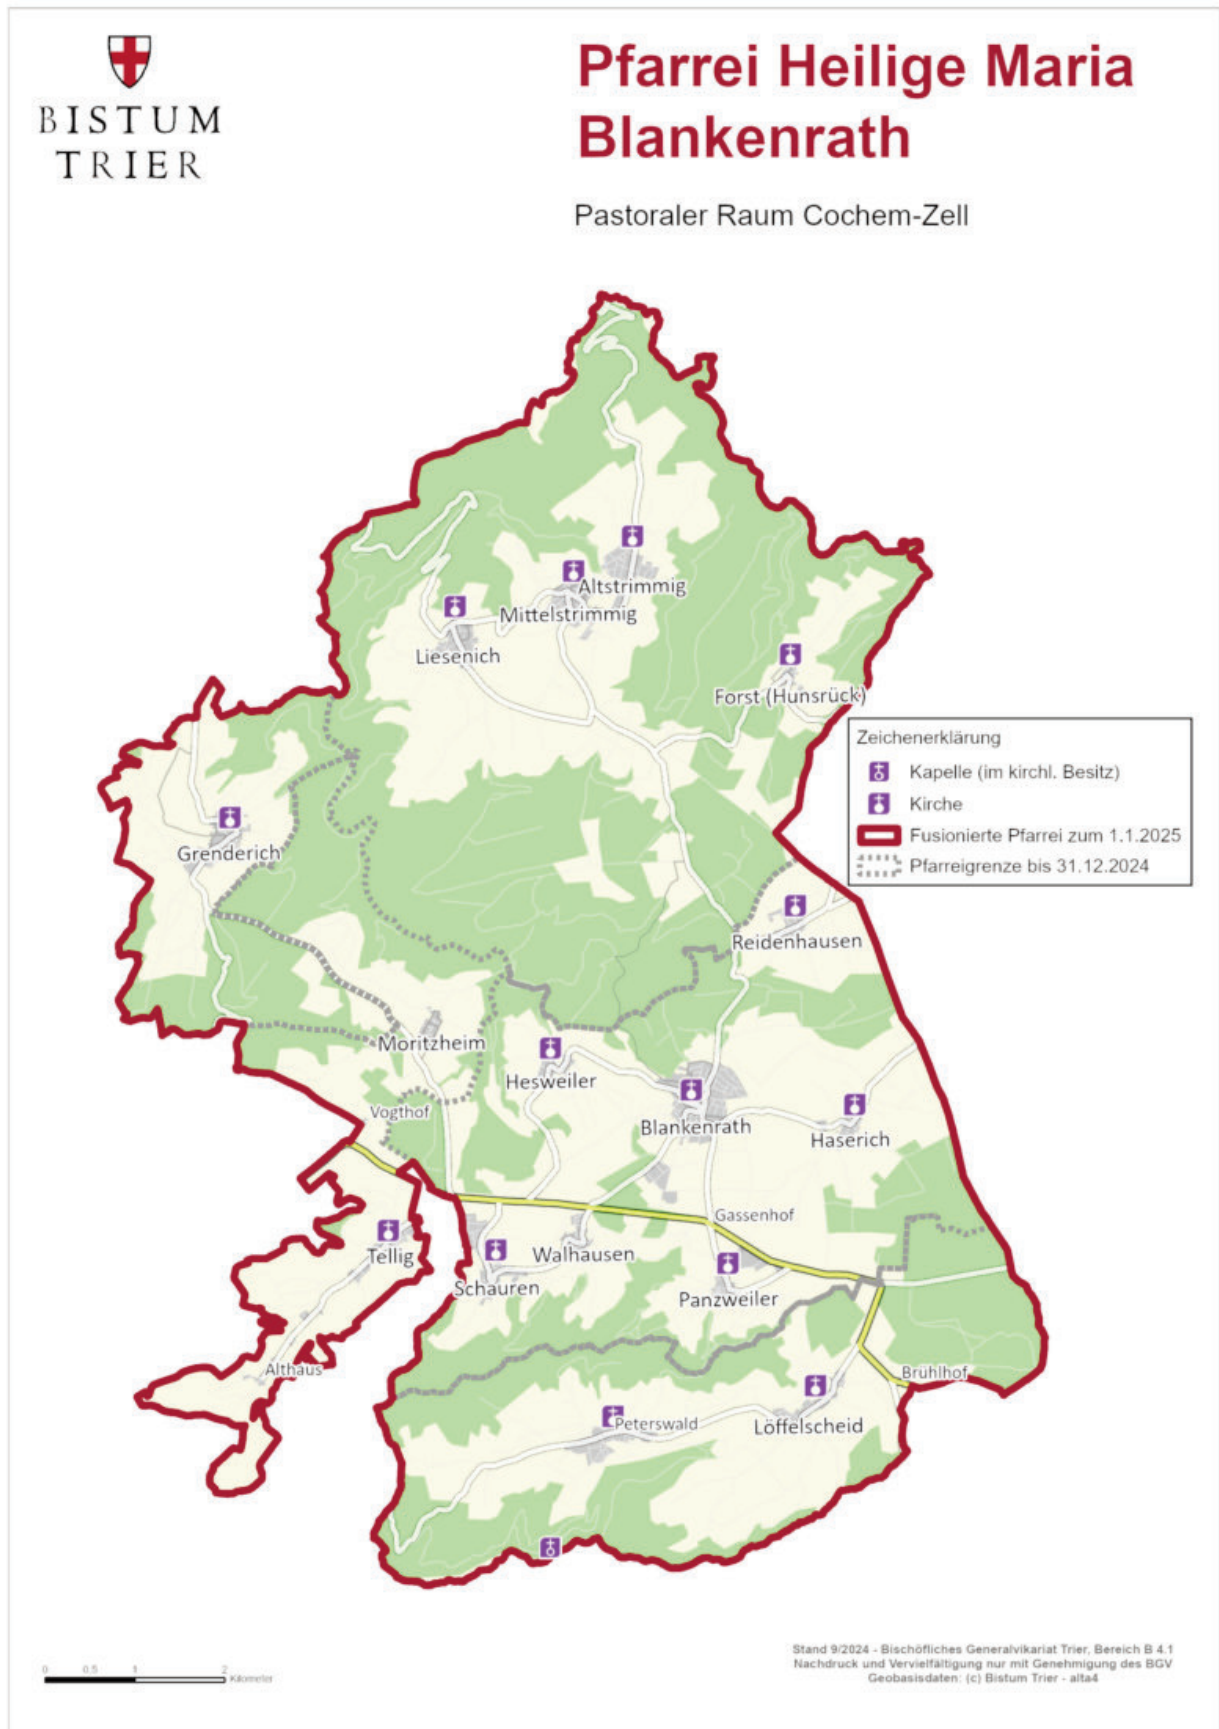 BISTUM
TRIER
Pfarrei Heilige Maria
Blankenrath
Pastoraler Raum Cochem-Zell
Altstrimmig
Mittelstrimmig
Liesenich
Forst (Hunsrück)
Zeichenerklärung
Kapelle (im kirchl. Besitz)
Kirche
Fusionierte Pfarrei zum 1.1.2025
Pfarreigrenze bis 31.12.2024
Grenderich
Reidenhausen
Moritzheim
Hesweiler
Vogthof
Blankenrath
Haserich
Gassenhof
Tellig
Walhausen
Schauren
Panzweiler
Althaus
Brühlhof
Peterswald
Löffelscheid
0 0,5 1 2
Kilometer
Stand 9/2024 - Bischöfliches Generalvikariat Trier, Bereich B 4.1
Nachdruck und Vervielfältigung nur mit Genehmigung des BGV
Geobasisdaten: (c) Bistum Trier - alta4